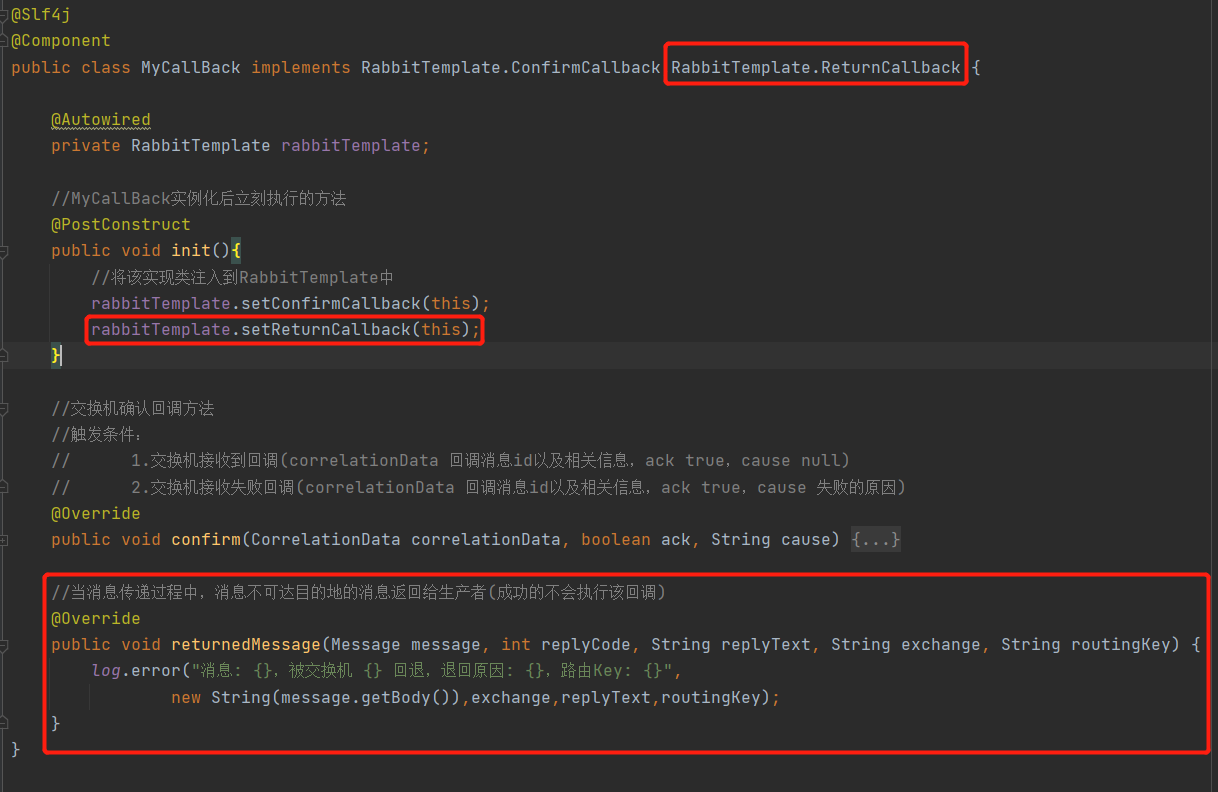 @Slf4j
@Component
public class MyCallBack implements RabbitTemplate.ConfirmCallback RabbitTemplate.ReturnCallback {
@Autowired
private RabbitTemplate rabbitTemplate;
//MyCallBack实例化后立刻执行的方法
@PostConstruct
public void init(){
//将该实现类注入到RabbitTemplate中
rabbitTemplate.setConfirmCallback(this);
rabbitTemplate.setReturnCallback(this);
}
//交换机确认回调方法
//触发条件：
// 1.交换机接收到回调(correlationData 回调消息id以及相关信息，ack true，cause null)
// 2.交换机接收失败回调(correlationData 回调消息id以及相关信息，ack true，cause 失败的原因)
@Override
public void confirm(CorrelationData correlationData, boolean ack, String cause) {...}
//当消息传递过程中，消息不可达目的地的消息返回给生产者(成功的不会执行该回调)
@Override
public void returnedMessage(Message message, int replyCode, String replyText, String exchange, String routingKey) {
log.error("消息: {}，被交换机 {} 回退，退回原因: {}，路由Key: {}",
new String(message.getBody()),exchange,replyText,routingKey);
}
}